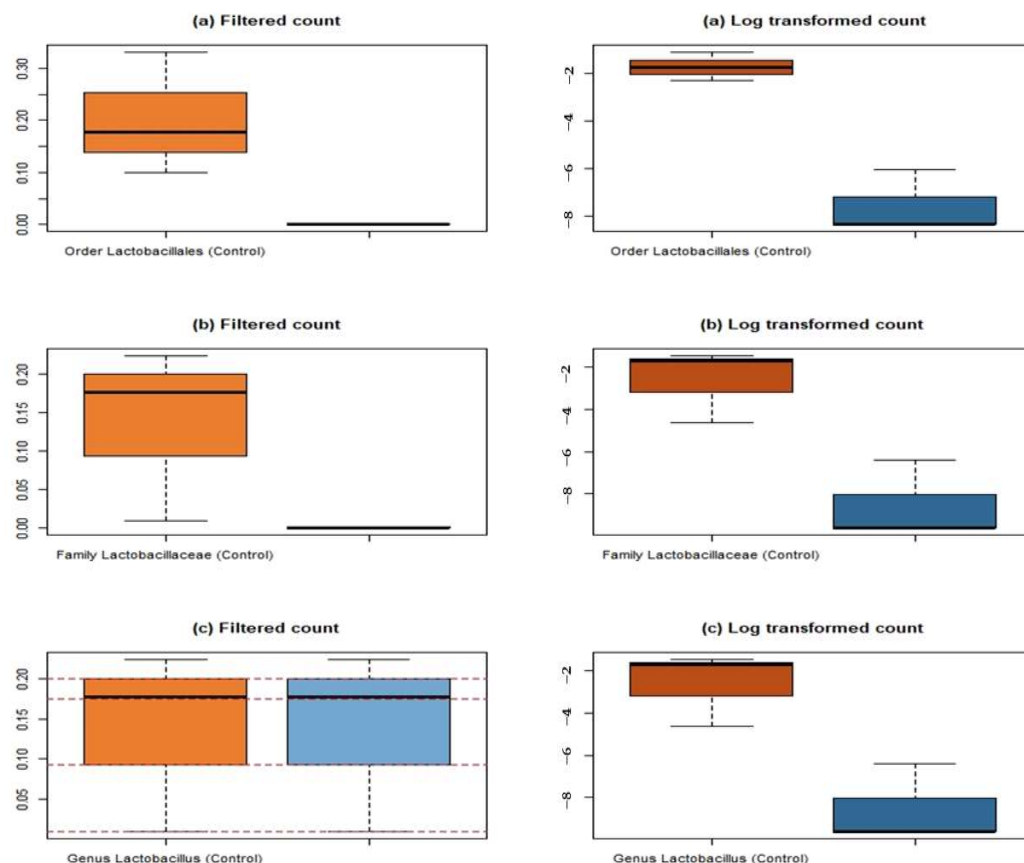 (a) Filtered count
0.30
0.20
0.10
0.00
Order Lactobacillales (Control)
(a) Log transformed count
−2
−4
−6
−8
Order Lactobacillales (Control)
(b) Filtered count
0.20
0.15
0.10
0.05
0.00
Family Lactobacillaceae (Control)
(b) Log transformed count
−2
−4
−6
−8
Family Lactobacillaceae (Control)
(c) Filtered count
0.20
0.15
0.10
0.05
Genus Lactobacillus (Control)
(c) Log transformed count
−2
−4
−6
−8
Genus Lactobacillus (Control)